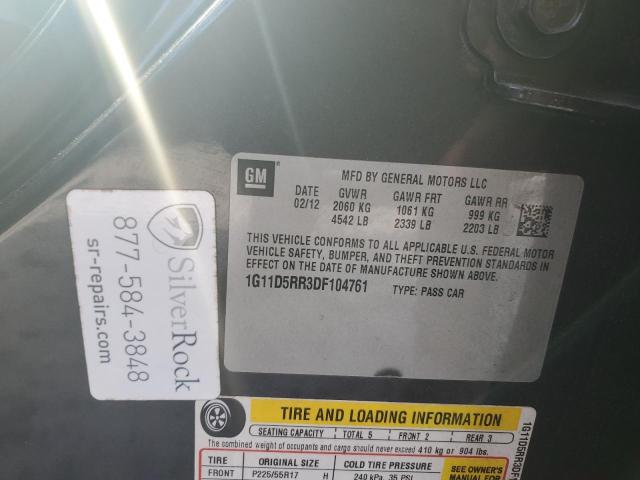 GM
MFD BY GENERAL MOTORS LLC
DATE GVWR GAWR FRT GAWR RR
02/12 2060 KG 1061 KG 999 KG
4542 LB 2339 LB 2203 LB
THIS VEHICLE CONFORMS TO ALL APPLICABLE U.S. FEDERAL MOTOR
VEHICLE SAFETY, BUMPER, AND THEFT PREVENTION STANDARDS IN
EFFECT ON THE DATE OF MANUFACTURE SHOWN ABOVE.
1G11D5RR3DF104761 TYPE: PASS CAR
SilverRock
877-584-3848
sr-repairs.com
TIRE AND LOADING INFORMATION
SEATING CAPACITY TOTAL 5 FRONT 2 REAR 3
The combined weight of occupants and cargo should never exceed 410 kg or 904 lbs.
TIRE ORIGINAL SIZE COLD TIRE PRESSURE
SEE OWNER'S
FRONT P225/55R17 H 240 kPa, 35 PSI
MANUAL FOR
1G11D5RR3DF